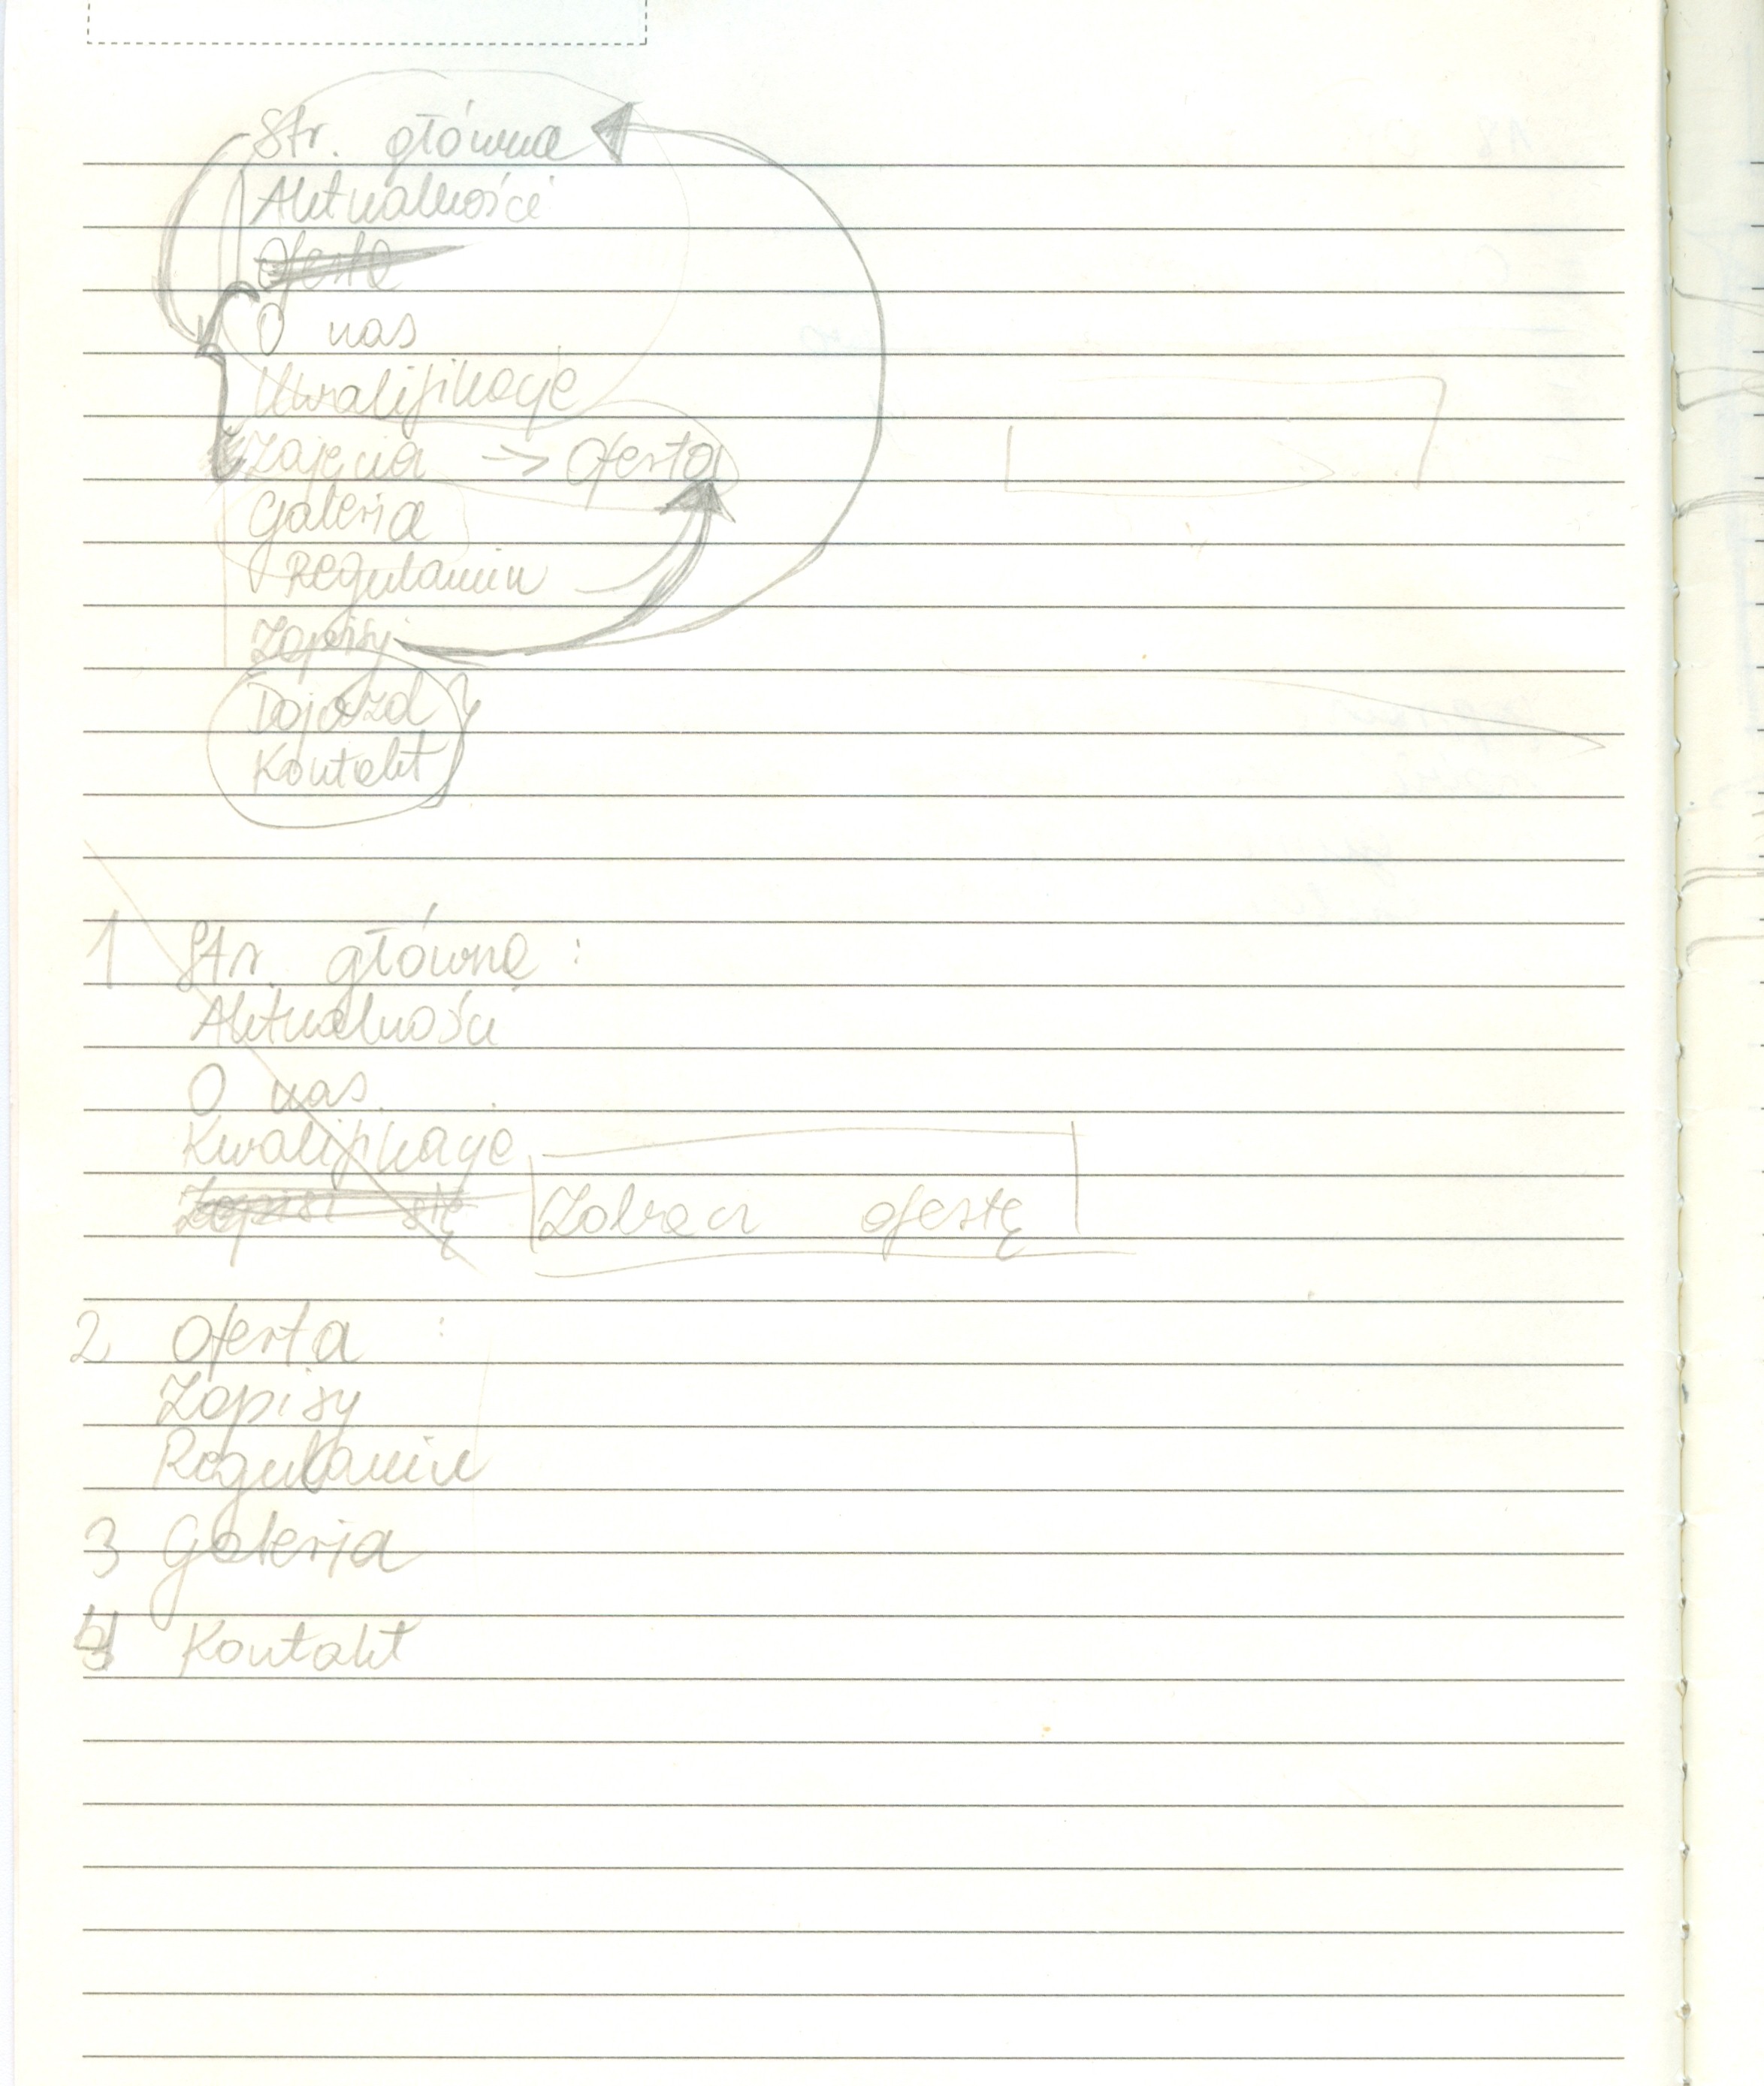 Str. główna
Aktualności
Oferta
O nas
Kwalifikacje
Zajęcia -> Oferta
Galeria
Regulamin
Zapisy
Dojazd
Kontakt
1 Str. główna :
Aktualności
O nas
Kwalifikacje
Zapisz się Zobacz ofertę
2 Oferta :
Zapisy
Regulamin
3 Galeria
4 Kontakt